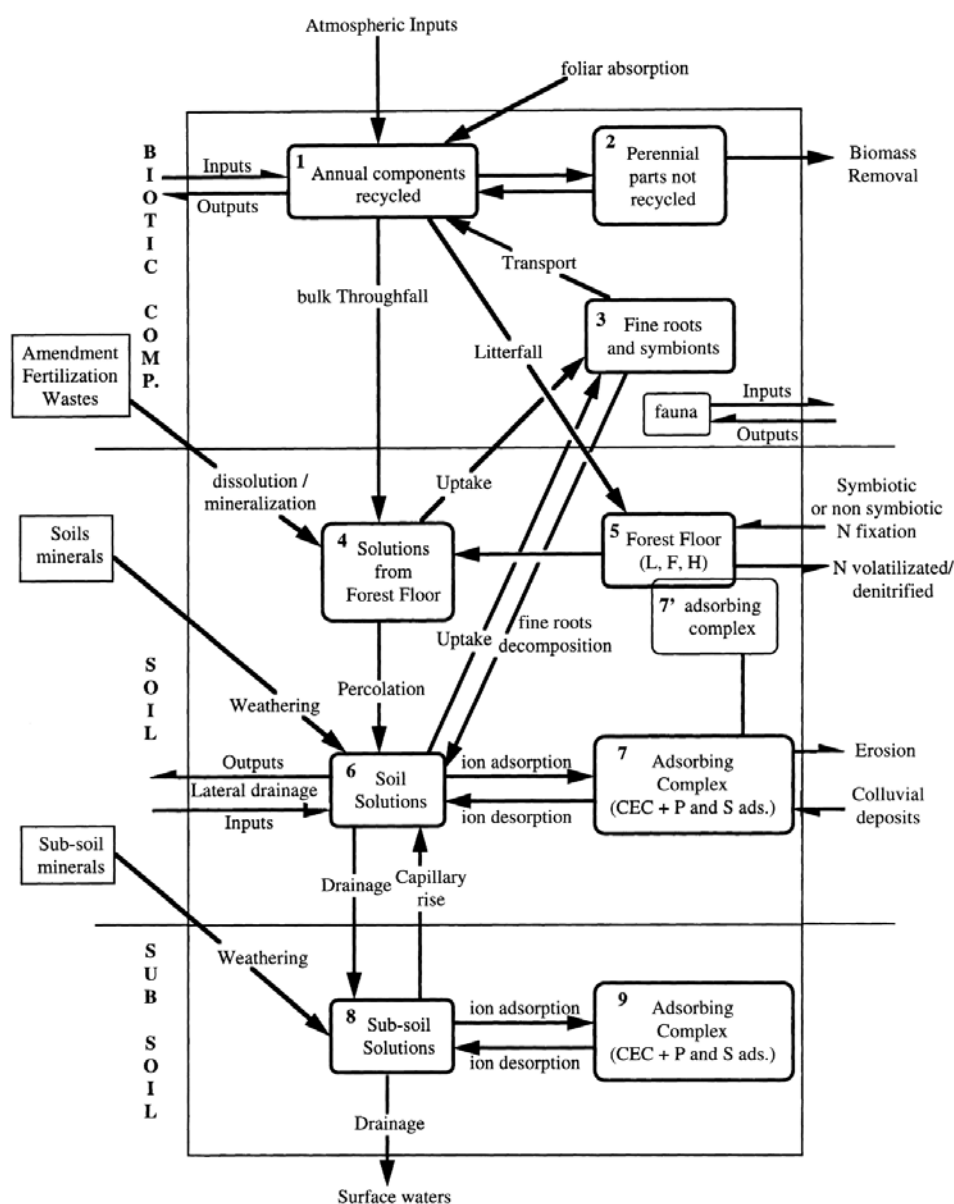 Atmospheric Inputs
foliar absorption
BIOTIC COMP.
Inputs
Outputs
1 Annual components
recycled
2 Perennial
parts not
recycled
Biomass
Removal
Transport
bulk Throughfall
3 Fine roots
and symbionts
Litterfall
Amendment
Fertilization
Wastes
fauna
Inputs
Outputs
dissolution /
mineralization
Uptake
Symbiotic
or non symbiotic
N fixation
Soils
minerals
4 Solutions
from
Forest Floor
5 Forest Floor
(L, F, H)
N volatilizated/
denitrified
7' adsorbing
complex
SOIL
Uptake
fine roots
decomposition
Percolation
Weathering
Outputs
Lateral drainage
Inputs
6 Soil
Solutions
ion adsorption
ion desorption
7 Adsorbing
Complex
(CEC + P and S ads.)
Erosion
Colluvial
deposits
Sub-soil
minerals
Drainage
Capillary
rise
SUB SOIL
Weathering
8 Sub-soil
Solutions
ion adsorption
ion desorption
9 Adsorbing
Complex
(CEC + P and S ads.)
Drainage
Surface waters